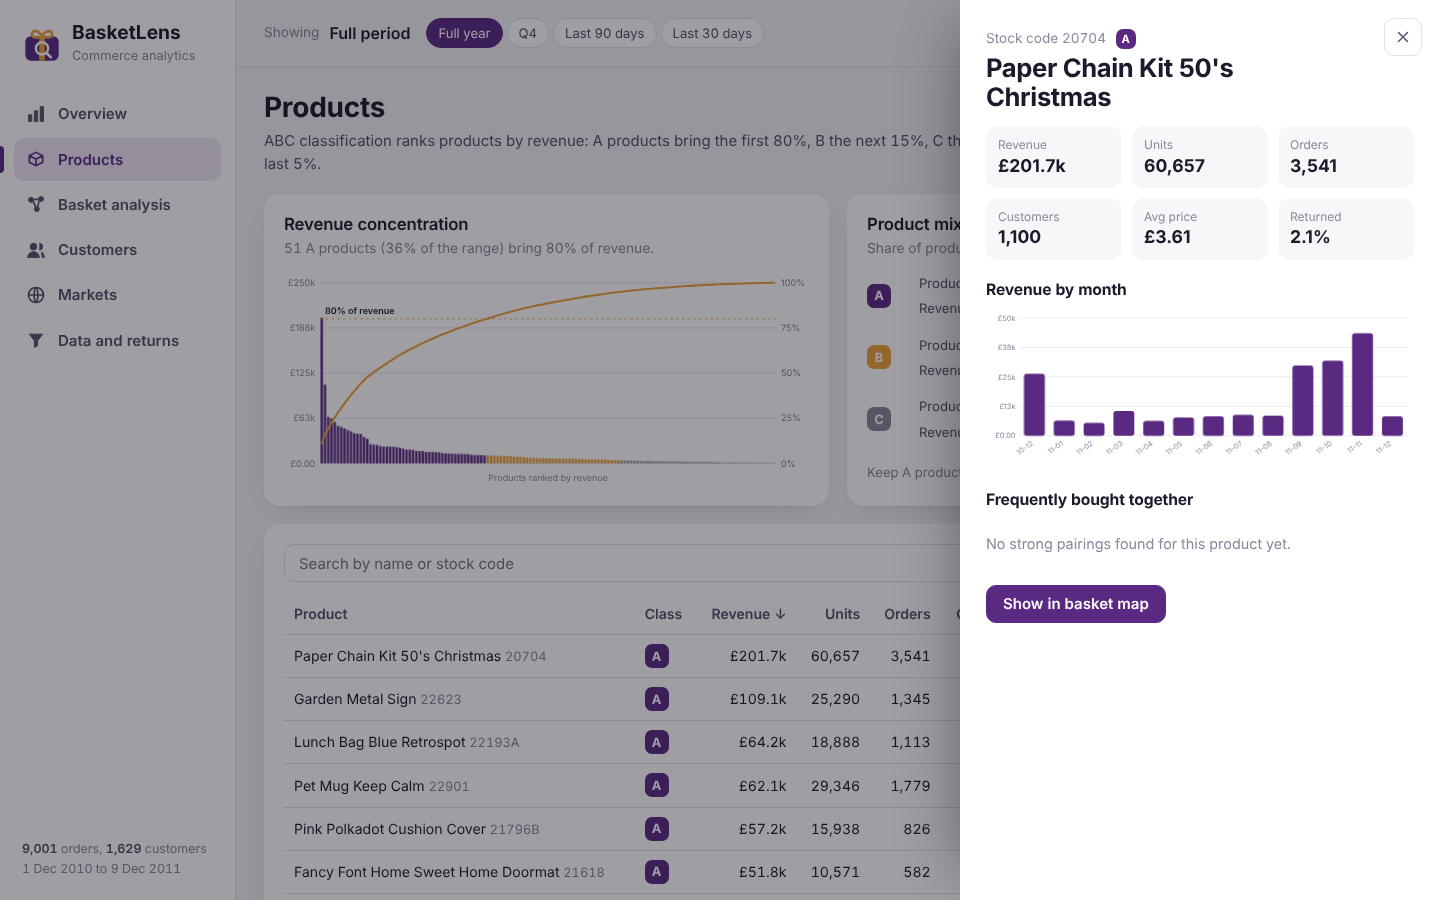 BasketLens
Commerce analytics
Overview
Products
Basket analysis
Customers
Markets
Data and returns
9,001 orders, 1,629 customers
1 Dec 2010 to 9 Dec 2011
Showing Full period Full year Q4 Last 90 days Last 30 days
Products
ABC classification ranks products by revenue: A products bring the first 80%, B the next 15%, C th
last 5%.
Revenue concentration
51 A products (36% of the range) bring 80% of revenue.
£250k 100%
80% of revenue
£188k 75%
£125k 50%
£63k 25%
£0.00 0%
Products ranked by revenue
Product mix
Share of produ
A
Produc
Revenu
B
Produc
Revenu
C
Produc
Revenu
Keep A product
Search by name or stock code
Product Class Revenue ↓ Units Orders
Paper Chain Kit 50's Christmas 20704 A £201.7k 60,657 3,541
Garden Metal Sign 22623 A £109.1k 25,290 1,345
Lunch Bag Blue Retrospot 22193A A £64.2k 18,888 1,113
Pet Mug Keep Calm 22901 A £62.1k 29,346 1,779
Pink Polkadot Cushion Cover 21796B A £57.2k 15,938 826
Fancy Font Home Sweet Home Doormat 21618 A £51.8k 10,571 582
Stock code 20704 A
Paper Chain Kit 50's
Christmas
Revenue
£201.7k
Units
60,657
Orders
3,541
Customers
1,100
Avg price
£3.61
Returned
2.1%
Revenue by month
£50k
£38k
£25k
£13k
£0.00
10-12 11-01 11-02 11-03 11-04 11-05 11-06 11-07 11-08 11-09 11-10 11-11 11-12
Frequently bought together
No strong pairings found for this product yet.
Show in basket map